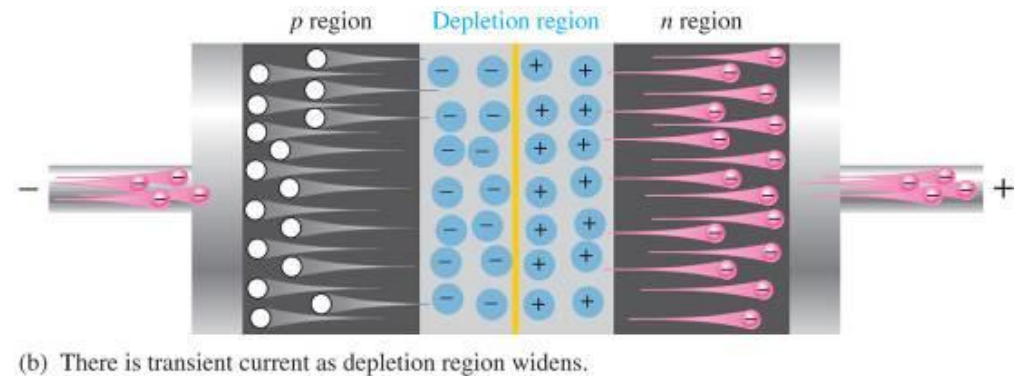 p region Depletion region n region
− +
(b) There is transient current as depletion region widens.